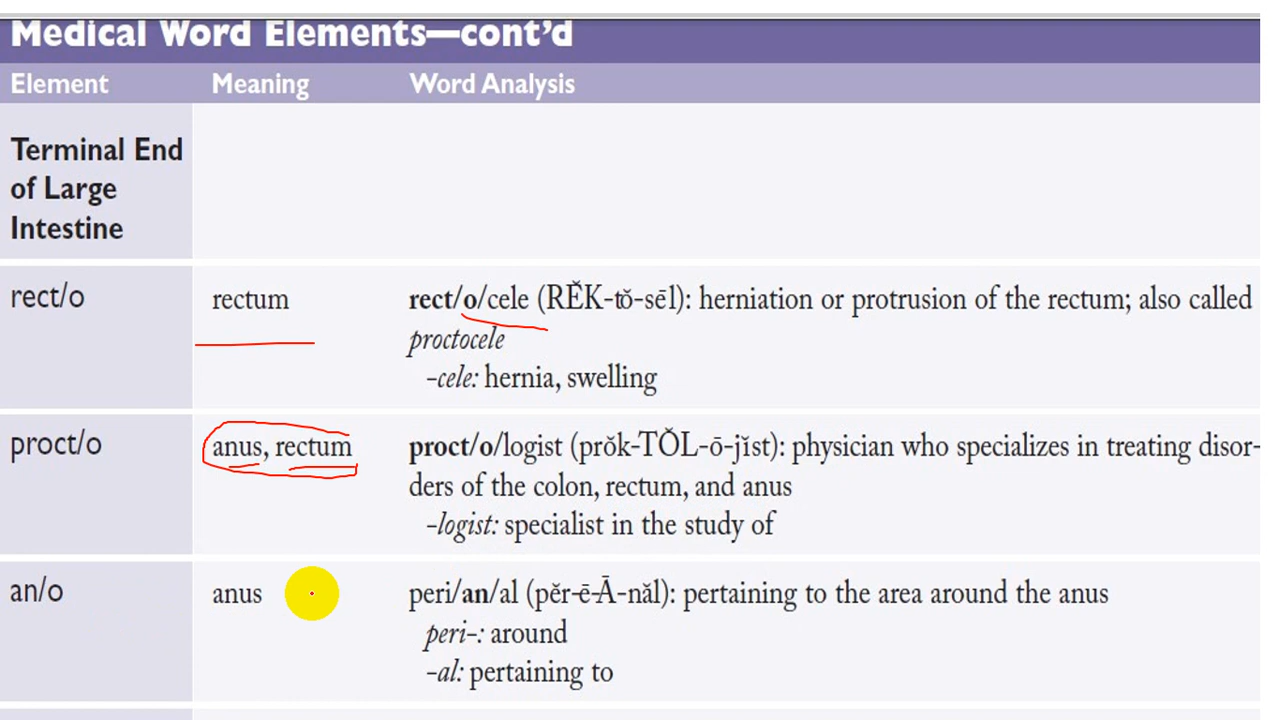 Medical Word Elements—cont'd
Element Meaning Word Analysis
Terminal End
of Large
Intestine
rect/o rectum rect/o/cele (RĔK-tŏ-sēl): herniation or protrusion of the rectum; also called
proctocele
-cele: hernia, swelling
proct/o anus, rectum proct/o/logist (prŏk-TŎL-ō-jĭst): physician who specializes in treating disor-
ders of the colon, rectum, and anus
-logist: specialist in the study of
an/o anus peri/an/al (pĕr-ē-Ā-năl): pertaining to the area around the anus
peri-: around
-al: pertaining to